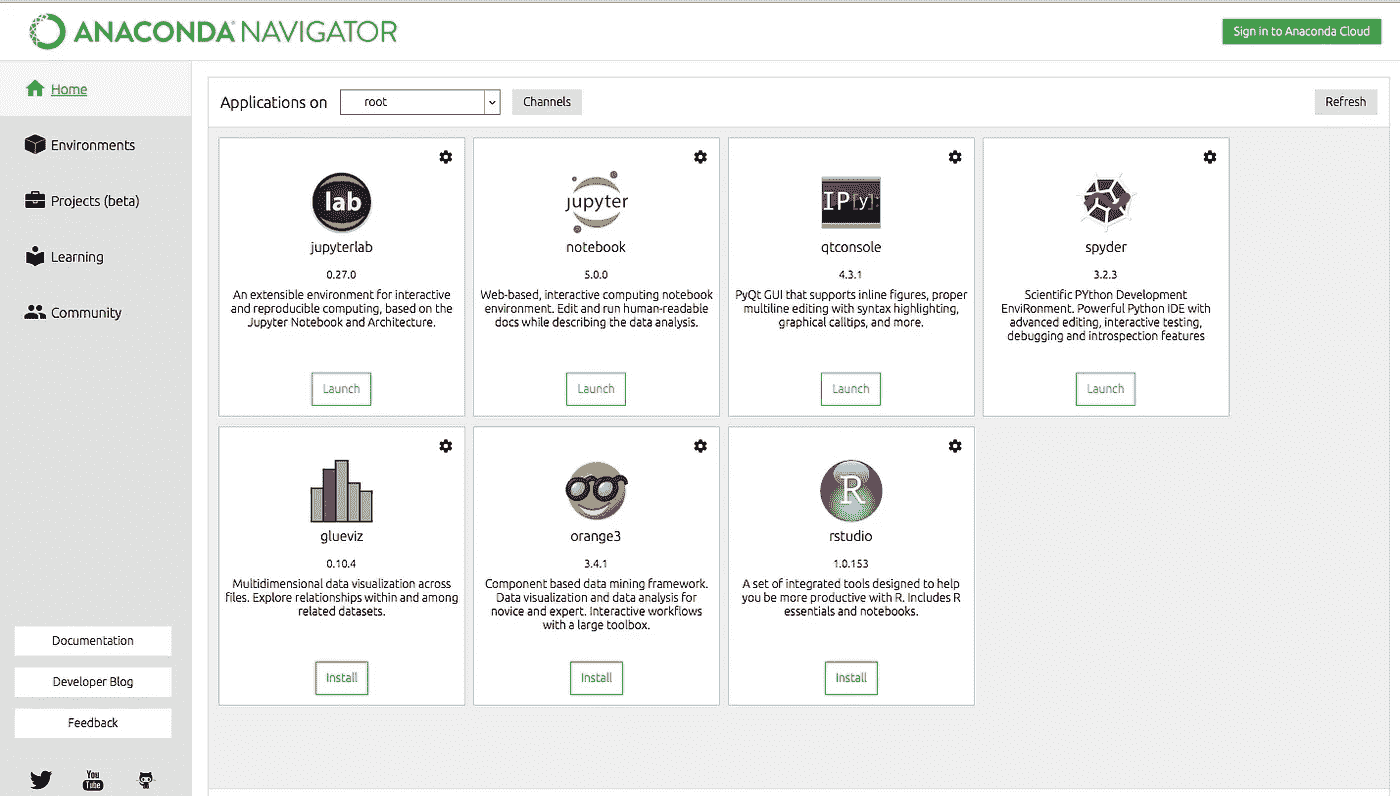 ANACONDA NAVIGATOR
Sign in to Anaconda Cloud
Home
Environments
Projects (beta)
Learning
Community
Documentation
Developer Blog
Feedback
You
Tube
Applications on
root
Channels
Refresh
lab
jupyterlab
0.27.0
An extensible environment for interactive
and reproducible computing, based on the
Jupyter Notebook and Architecture.
Launch
jupyter
notebook
5.0.0
Web-based, interactive computing notebook
environment. Edit and run human-readable
docs while describing the data analysis.
Launch
IP[y]:
qtconsole
4.3.1
PyQt GUI that supports inline figures, proper
multiline editing with syntax highlighting,
graphical calltips, and more.
Launch
spyder
3.2.3
Scientific PYthon Development
EnviRonment. Powerful Python IDE with
advanced editing, interactive testing,
debugging and introspection features
Launch
glueviz
0.10.4
Multidimensional data visualization across
files. Explore relationships within and among
related datasets.
Install
orange3
3.4.1
Component based data mining framework.
Data visualization and data analysis for
novice and expert. Interactive workflows
with a large toolbox.
Install
R
rstudio
1.0.153
A set of integrated tools designed to help
you be more productive with R. Includes R
essentials and notebooks.
Install